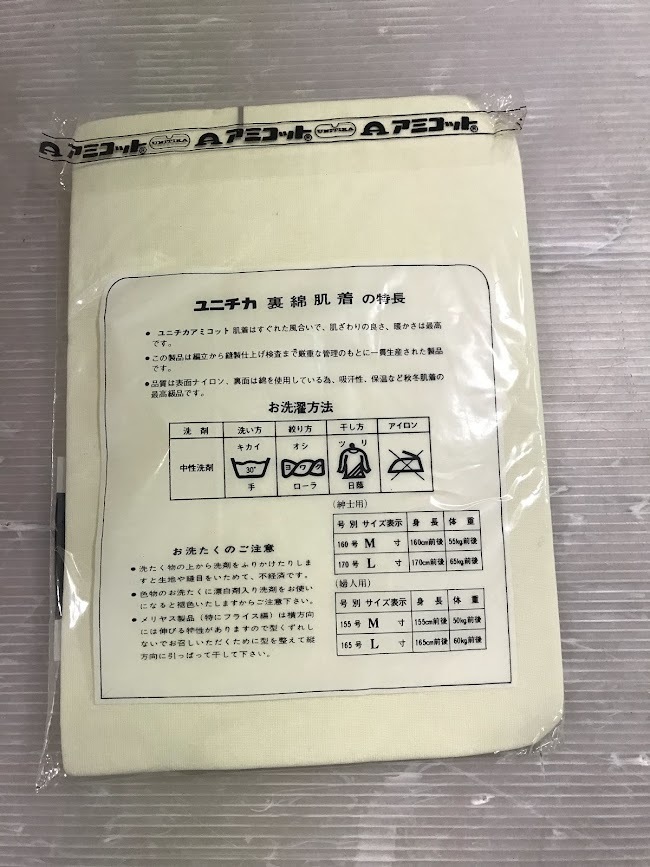 アミコット® UNITIKA アミコット® UNITIKA アミコット®
ユニチカ 裏綿肌着 の特長
● ユニチカアミコット肌着はすぐれた風合いで、肌ざわりの良さ、暖かさは最高
です。
●この製品は編立から縫製仕上げ検査まで厳重な管理のもとに一貫生産された製品
です。
●品質は表面ナイロン、裏面は綿を使用している為、吸汗性、保温など秋冬肌着の
最高級品です。
お洗濯方法
洗剤 洗い方 絞り方 干し方 アイロン
中性洗剤 キカイ オシ ツリ
30° ヨワク
手 ローラ 日蔭
(紳士用)
号別 サイズ表示 身長 体重
160号 M 寸 160cm前後 55kg前後
170号 L 寸 170cm前後 65kg前後
(婦人用)
号別 サイズ表示 身長 体重
155号 M 寸 155cm前後 50kg前後
165号 L 寸 165cm前後 60kg前後
お洗たくのご注意
● 洗たく物の上から洗剤をふりかけたりしま
すと生地や縫目をいためて、不経済です。
● 色物のお洗たくに漂白剤入り洗剤をお使い
になると褪色いたしますからご注意下さい。
● メリヤス製品（特にフライス編）は横方向
には伸びる特性がありますので型くずれし
ないでお召しいただくために型を整えて縦
方向に引っぱって干して下さい。